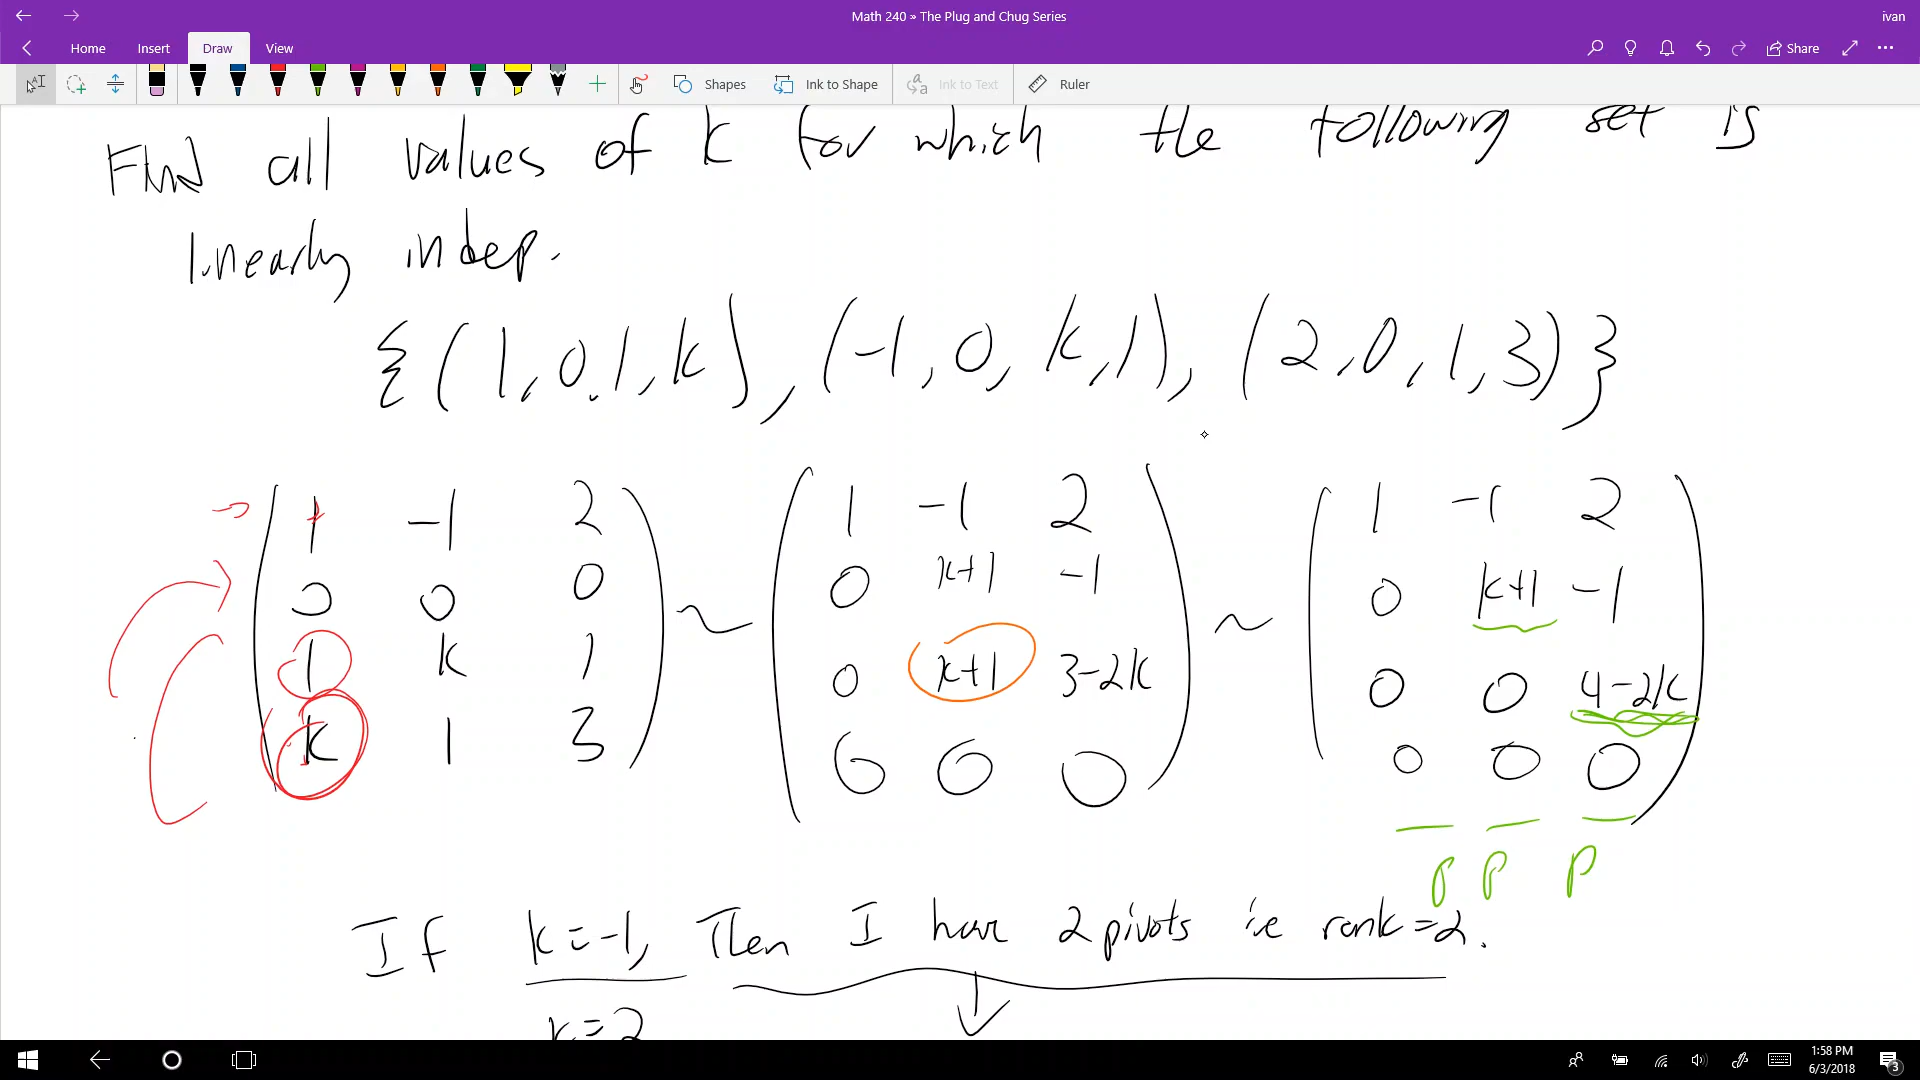 Math 240 » The Plug and Chug Series
ivan
Home Insert Draw View
Share
Shapes Ink to Shape Ink to Text Ruler
Find all values of k for which the following set is
linearly indep.
{(1,0,1,k), (-1,0,k,1), (2,0,1,3)}
1 -1 2
0 0 0
1 k 1
k 1 3
~
1 -1 2
0 k+1 -1
0 k+1 3-2k
0 0 0
~
1 -1 2
0 k+1 -1
0 0 4-2k
0 0 0
p p p
If k=-1, Then I have 2 pivots ie rank=2.
k=2
1:58 PM
6/3/2018
3